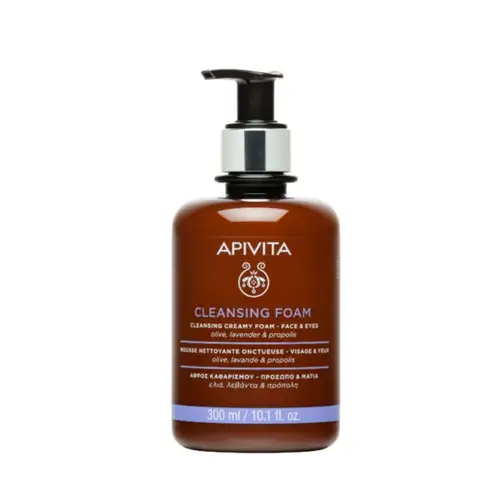 APIVITA
CLEANSING FOAM
CLEANSING CREAMY FOAM - FACE & EYES
olive, lavender & propolis
MOUSSE NETTOYANTE ONCTUEUSE - VISAGE & YEUX
olive, lavande & propolis
ΑΦΡΟΣ ΚΑΘΑΡΙΣΜΟΥ - ΠΡΟΣΩΠΟ & ΜΑΤΙΑ
ελιά, λεβάντα & πρόπολη
300 ml / 10.1 fl. oz.